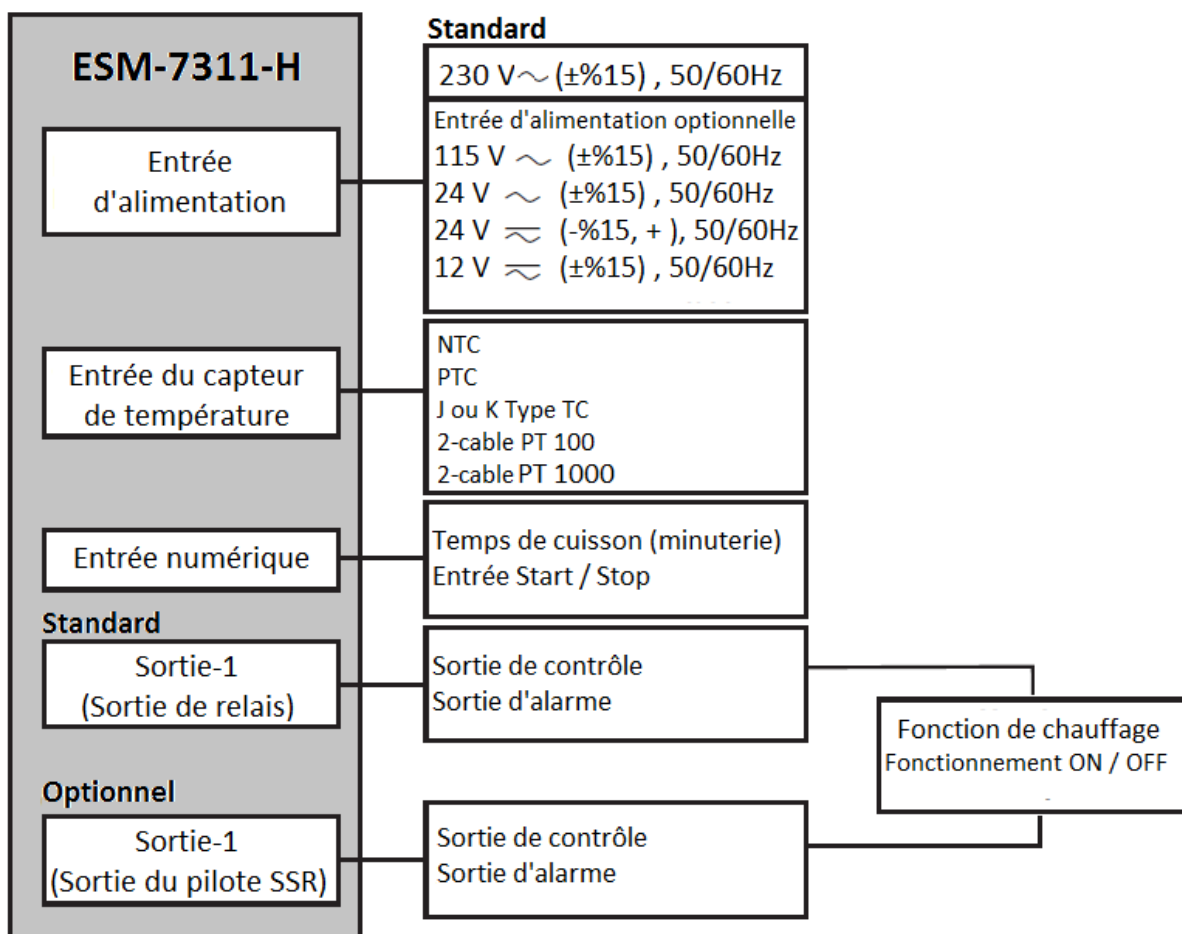 ESM-7311-H
Standard
230 V～ (±%15) , 50/60Hz
Entrée
d'alimentation
Entrée d'alimentation optionnelle
115 V ～ (±%15) , 50/60Hz
24 V ～ (±%15) , 50/60Hz
24 V ⏦ (-%15, + ), 50/60Hz
12 V ⏦ (±%15) , 50/60Hz
Entrée du capteur
de température
NTC
PTC
J ou K Type TC
2-cable PT 100
2-cable PT 1000
Entrée numérique
Temps de cuisson (minuterie)
Entrée Start / Stop
Standard
Sortie-1
(Sortie de relais)
Sortie de contrôle
Sortie d'alarme
Fonction de chauffage
Fonctionnement ON / OFF
Optionnel
Sortie-1
(Sortie du pilote SSR)
Sortie de contrôle
Sortie d'alarme